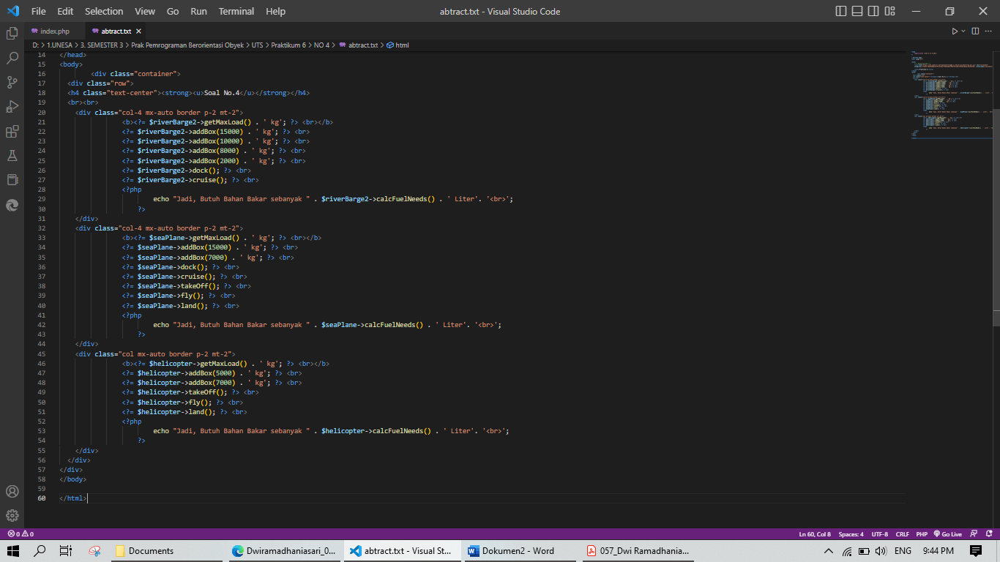 File Edit Selection View Go Run Terminal Help abtract.txt - Visual Studio Code
index.php abtract.txt
D: > 1.UNESA > 3. SEMESTER 3 > Prak Pemrograman Berorientasi Obyek > UTS > Praktikum 6 > NO 4 > abtract.txt > html
14 </head>
15 <body>
16 <div class="container">
17 <div class="row">
18 <h4 class="text-center"><strong><u>Soal No.4</u></strong></h4>
19 <br><br>
20 <div class="col-4 mx-auto border p-2 mt-2">
21 <b><?= $riverBarge2->getMaxLoad() . ' kg'; ?> <br></b>
22 <?= $riverBarge2->addBox(15000) . ' kg'; ?> <br>
23 <?= $riverBarge2->addBox(10000) . ' kg'; ?> <br>
24 <?= $riverBarge2->addBox(8000) . ' kg'; ?> <br>
25 <?= $riverBarge2->addBox(2000) . ' kg'; ?> <br>
26 <?= $riverBarge2->dock(); ?> <br>
27 <?= $riverBarge2->cruise(); ?> <br>
28 <?php
29 echo "Jadi, Butuh Bahan Bakar sebanyak " . $riverBarge2->calcFuelNeeds() . ' Liter'. '<br>';
30 ?>
31 </div>
32 <div class="col-4 mx-auto border p-2 mt-2">
33 <b><?= $seaPlane->getMaxLoad() . ' kg'; ?> <br></b>
34 <?= $seaPlane->addBox(15000) . ' kg'; ?> <br>
35 <?= $seaPlane->addBox(7000) . ' kg'; ?> <br>
36 <?= $seaPlane->dock(); ?> <br>
37 <?= $seaPlane->cruise(); ?> <br>
38 <?= $seaPlane->takeOff(); ?> <br>
39 <?= $seaPlane->fly(); ?> <br>
40 <?= $seaPlane->land(); ?> <br>
41 <?php
42 echo "Jadi, Butuh Bahan Bakar sebanyak " . $seaPlane->calcFuelNeeds() . ' Liter'. '<br>';
43 ?>
44 </div>
45 <div class="col mx-auto border p-2 mt-2">
46 <b><?= $helicopter->getMaxLoad() . ' kg'; ?> <br></b>
47 <?= $helicopter->addBox(5000) . ' kg'; ?> <br>
48 <?= $helicopter->addBox(7000) . ' kg'; ?> <br>
49 <?= $helicopter->takeOff(); ?> <br>
50 <?= $helicopter->fly(); ?> <br>
51 <?= $helicopter->land(); ?> <br>
52 <?php
53 echo "Jadi, Butuh Bahan Bakar sebanyak " . $helicopter->calcFuelNeeds() . ' Liter'. '<br>';
54 ?>
55 </div>
56 </div>
57 </div>
58 </body>
59
60 </html>
0 0 Ln 60, Col 8 Spaces: 4 UTF-8 CRLF PHP Go Live
Documents Dwiramadhaniasari_0... abtract.txt - Visual St... Dokumen2 - Word 057_Dwi Ramadhania... ENG 9:44 PM